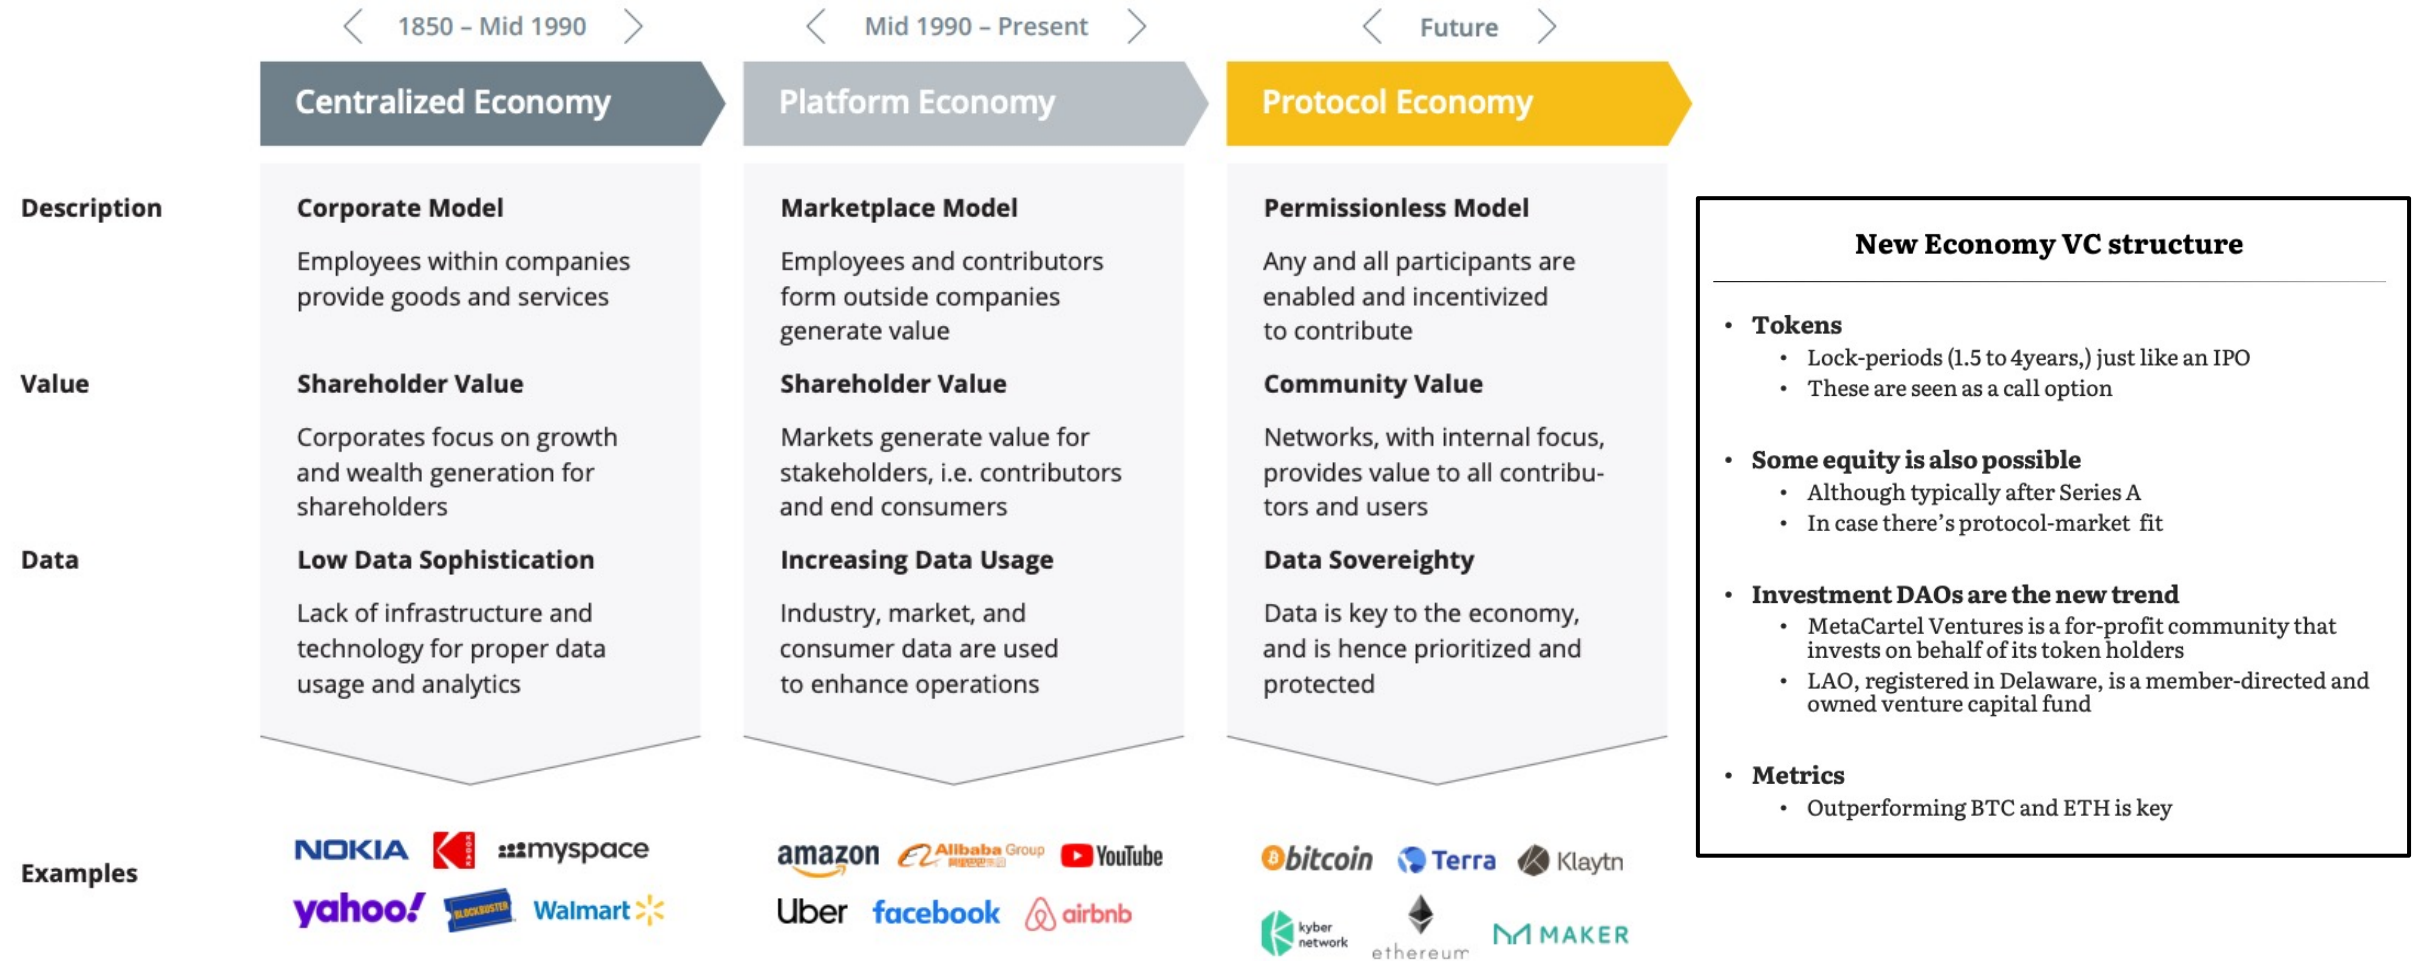 1850 – Mid 1990
Mid 1990 – Present
Future
Centralized Economy
Platform Economy
Protocol Economy
Description
Corporate Model
Employees within companies
provide goods and services
Marketplace Model
Employees and contributors
form outside companies
generate value
Permissionless Model
Any and all participants are
enabled and incentivized
to contribute
Value
Shareholder Value
Corporates focus on growth
and wealth generation for
shareholders
Shareholder Value
Markets generate value for
stakeholders, i.e. contributors
and end consumers
Community Value
Networks, with internal focus,
provides value to all contribu-
tors and users
Data
Low Data Sophistication
Lack of infrastructure and
technology for proper data
usage and analytics
Increasing Data Usage
Industry, market, and
consumer data are used
to enhance operations
Data Sovereighty
Data is key to the economy,
and is hence prioritized and
protected
Examples
NOKIA
KODAK
myspace
yahoo!
BLOCKBUSTER
Walmart
amazon
Alibaba Group
YouTube
Uber
facebook
airbnb
bitcoin
Terra
Klaytn
kyber
network
ethereum
MAKER
New Economy VC structure
• Tokens
• Lock-periods (1.5 to 4years,) just like an IPO
• These are seen as a call option
• Some equity is also possible
• Although typically after Series A
• In case there's protocol-market fit
• Investment DAOs are the new trend
• MetaCartel Ventures is a for-profit community that
invests on behalf of its token holders
• LAO, registered in Delaware, is a member-directed and
owned venture capital fund
• Metrics
• Outperforming BTC and ETH is key